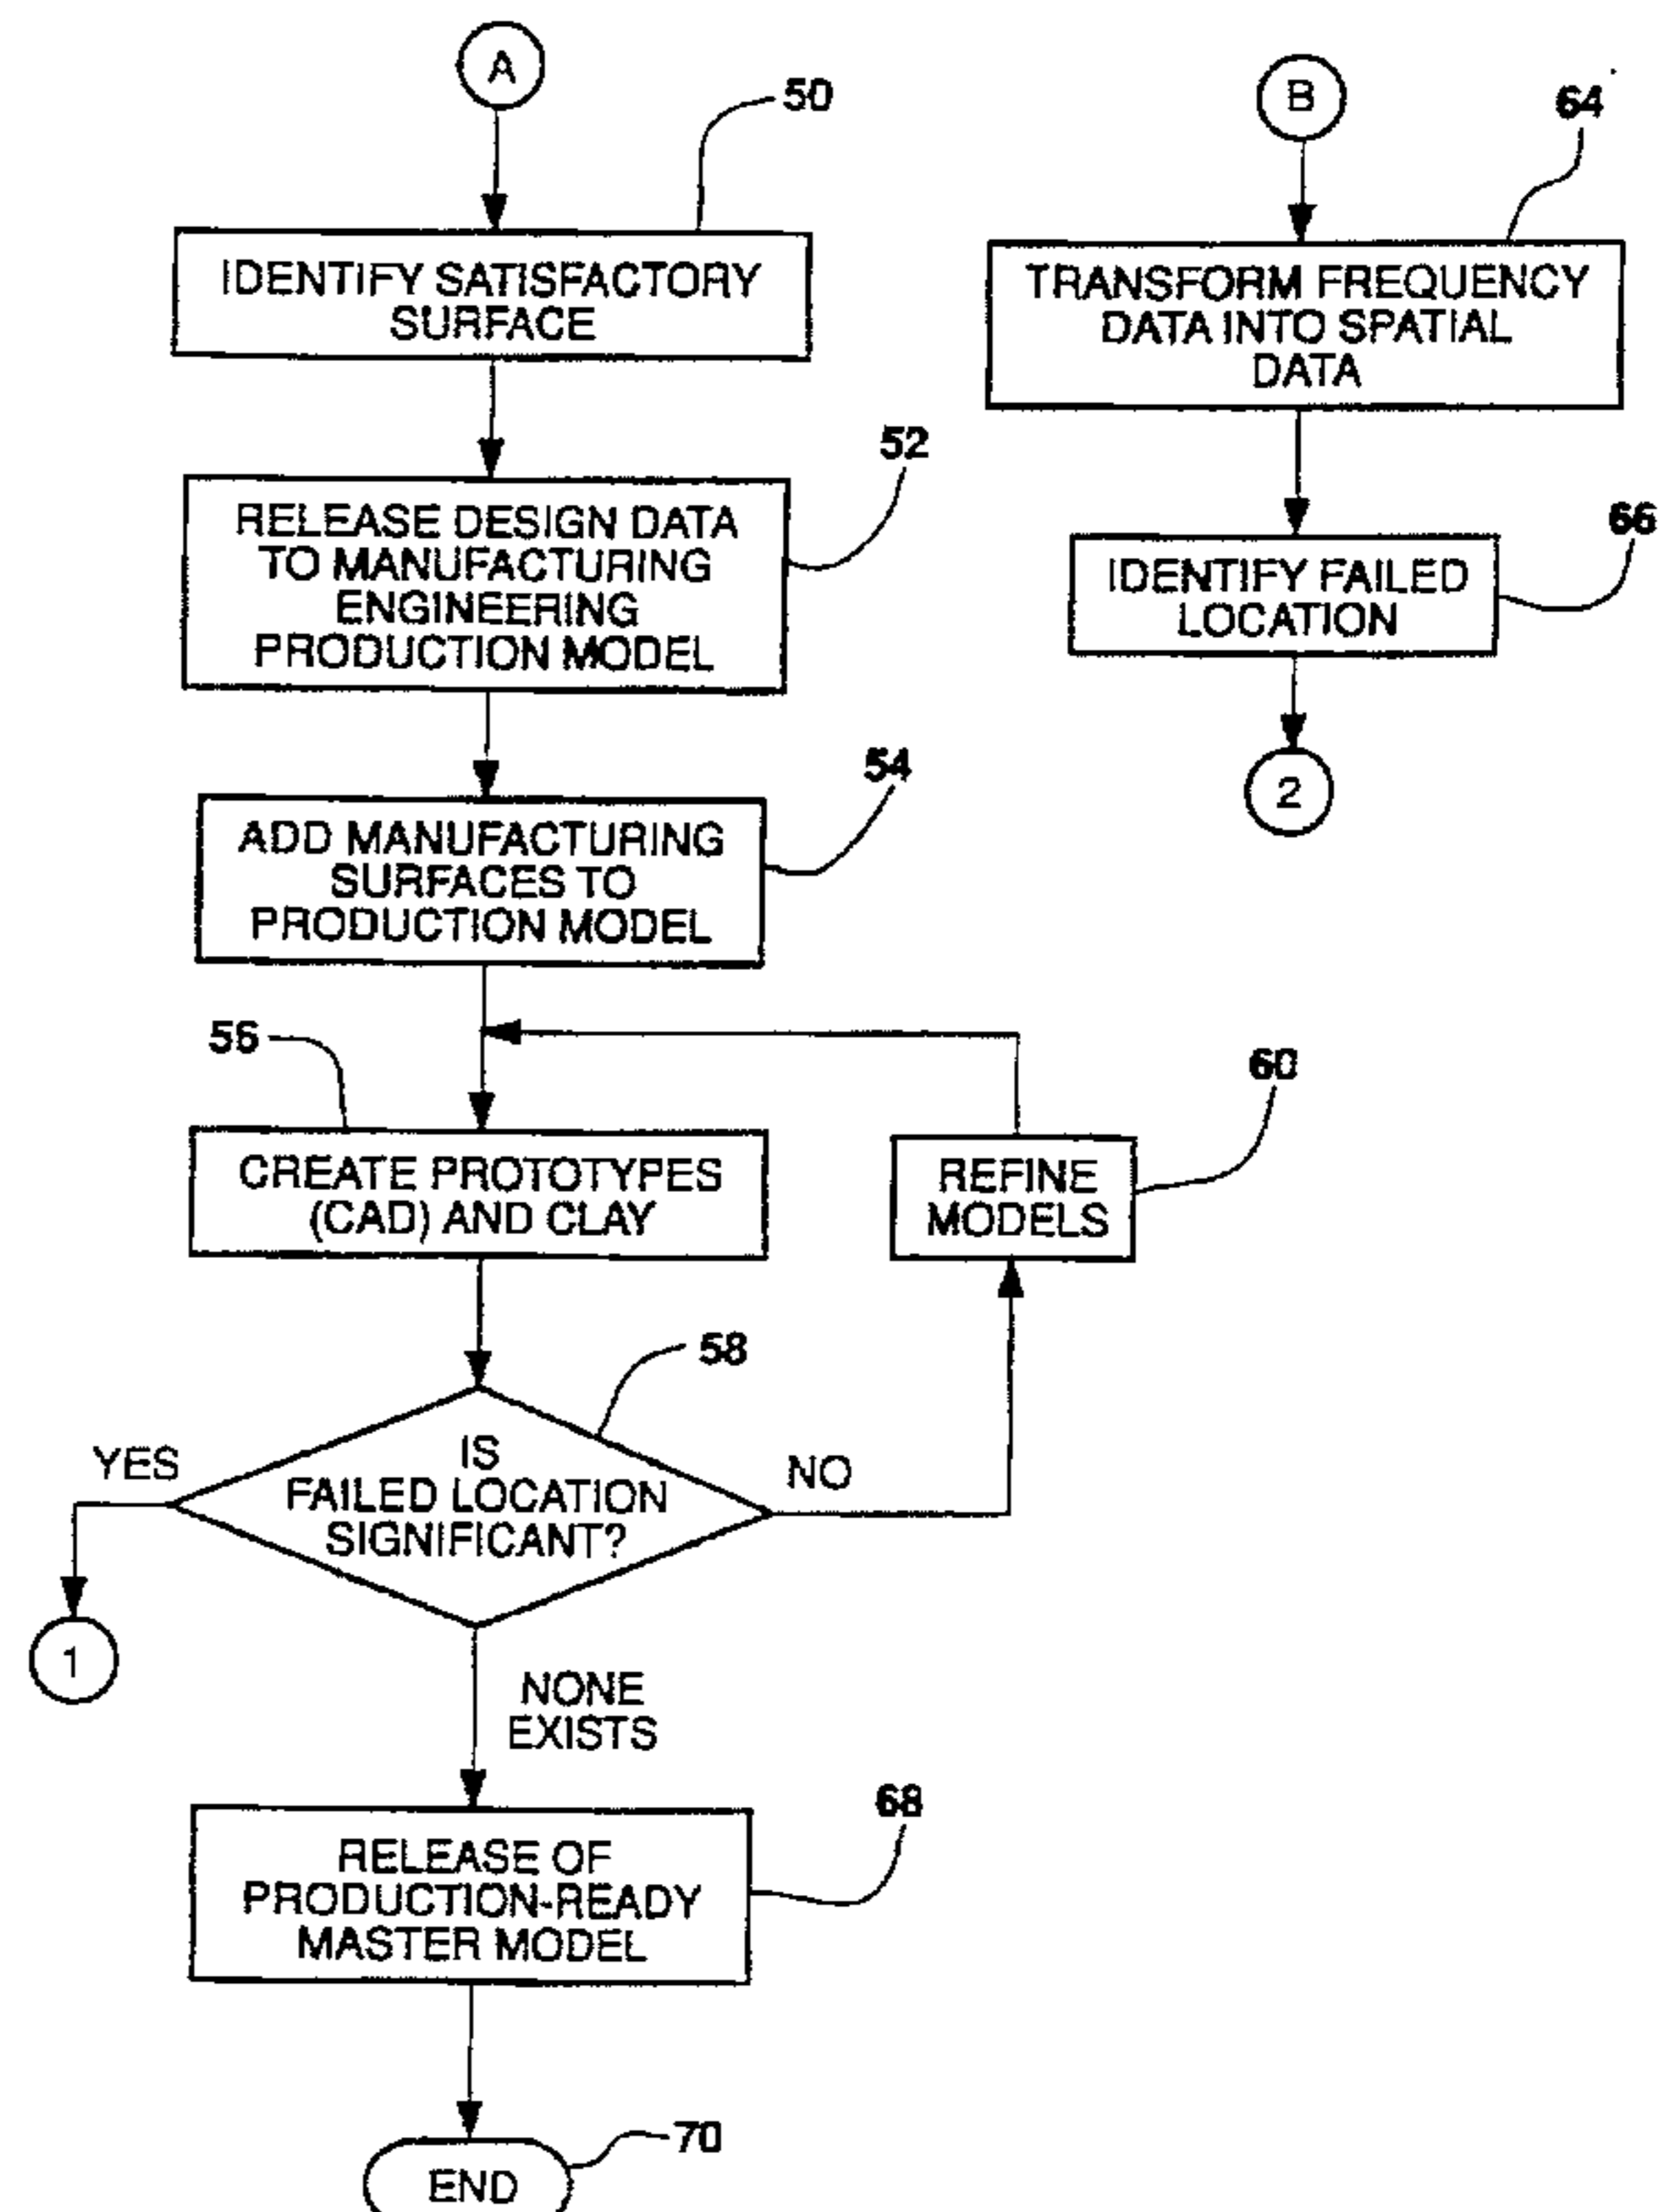 A
50
IDENTIFY SATISFACTORY
SURFACE
52
RELEASE DESIGN DATA
TO MANUFACTURING
ENGINEERING
PRODUCTION MODEL
54
ADD MANUFACTURING
SURFACES TO
PRODUCTION MODEL
56
CREATE PROTOTYPES
(CAD) AND CLAY
60
REFINE
MODELS
58
IS
FAILED LOCATION
SIGNIFICANT?
YES
NO
1
NONE
EXISTS
68
RELEASE OF
PRODUCTION-READY
MASTER MODEL
70
END
B
64
TRANSFORM FREQUENCY
DATA INTO SPATIAL
DATA
66
IDENTIFY FAILED
LOCATION
2